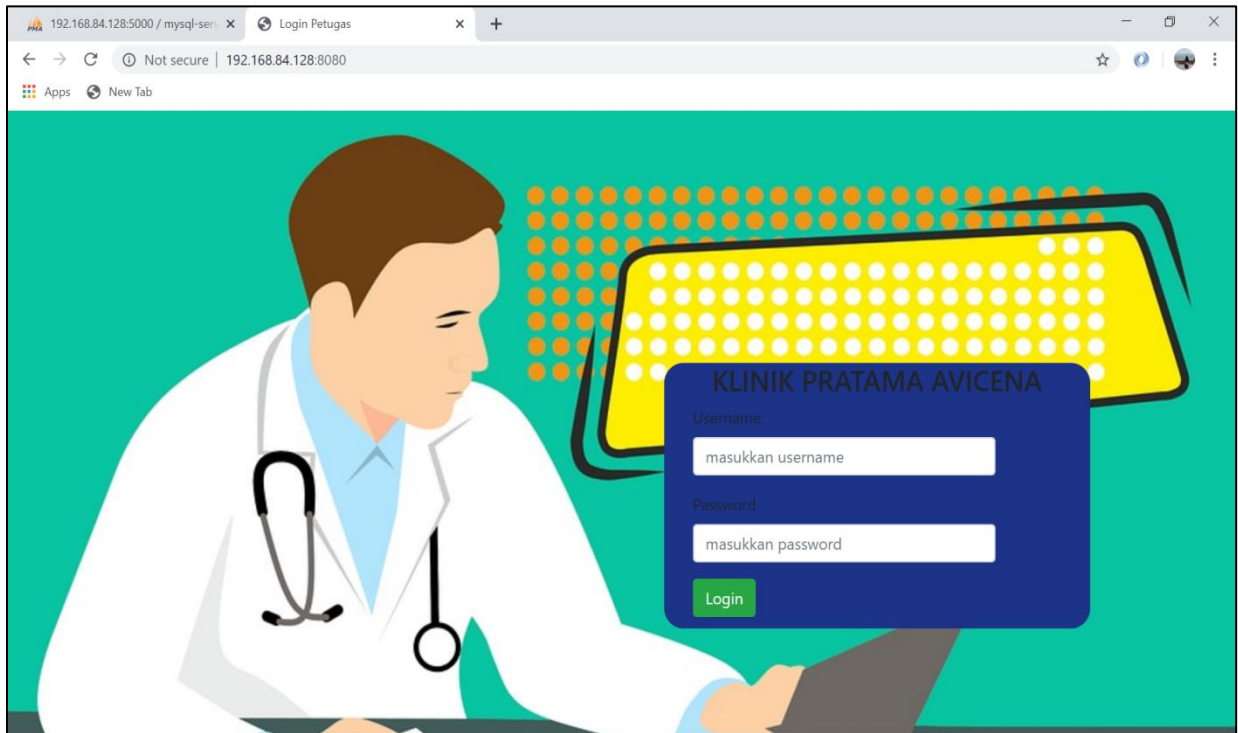 PMA 192.168.84.128:5000 / mysql-serv
Login Petugas
Not secure | 192.168.84.128:8080
Apps New Tab
KLINIK PRATAMA AVICENA
Username
masukkan username
Password
masukkan password
Login